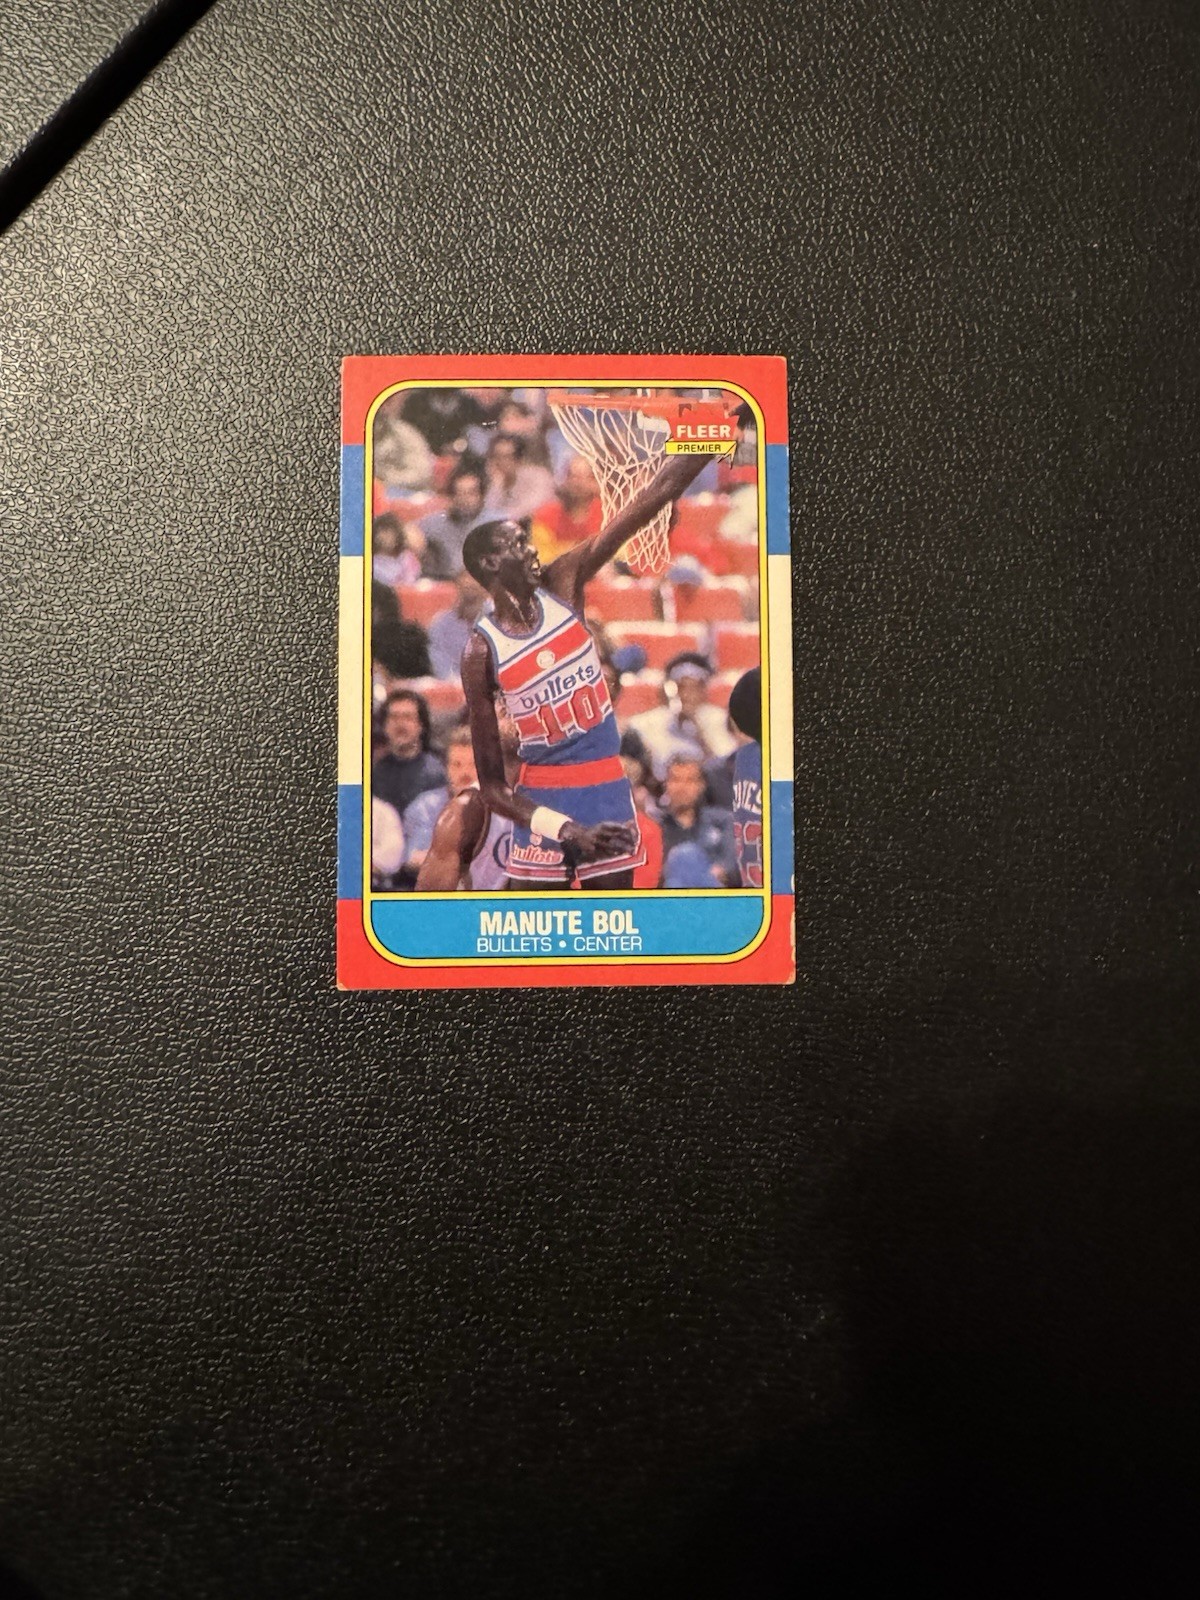 FLEER
PREMIER
bullets
10
bullets
MANUTE BOL
BULLETS • CENTER